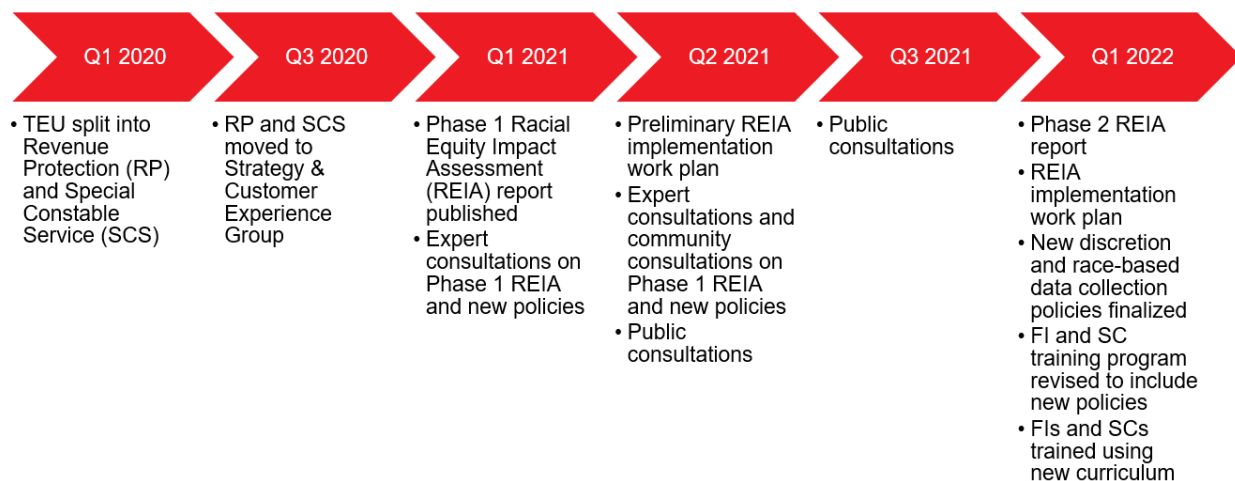 Q1 2020
Q3 2020
Q1 2021
Q2 2021
Q3 2021
Q1 2022
• TEU split into
Revenue
Protection (RP)
and Special
Constable
Service (SCS)
• RP and SCS
moved to
Strategy &
Customer
Experience
Group
• Phase 1 Racial
Equity Impact
Assessment
(REIA) report
published
• Expert
consultations on
Phase 1 REIA
and new policies
• Preliminary REIA
implementation
work plan
• Expert
consultations and
community
consultations on
Phase 1 REIA
and new policies
• Public
consultations
• Public
consultations
• Phase 2 REIA
report
• REIA
implementation
work plan
• New discretion
and race-based
data collection
policies finalized
• FI and SC
training program
revised to include
new policies
• FIs and SCs
trained using
new curriculum